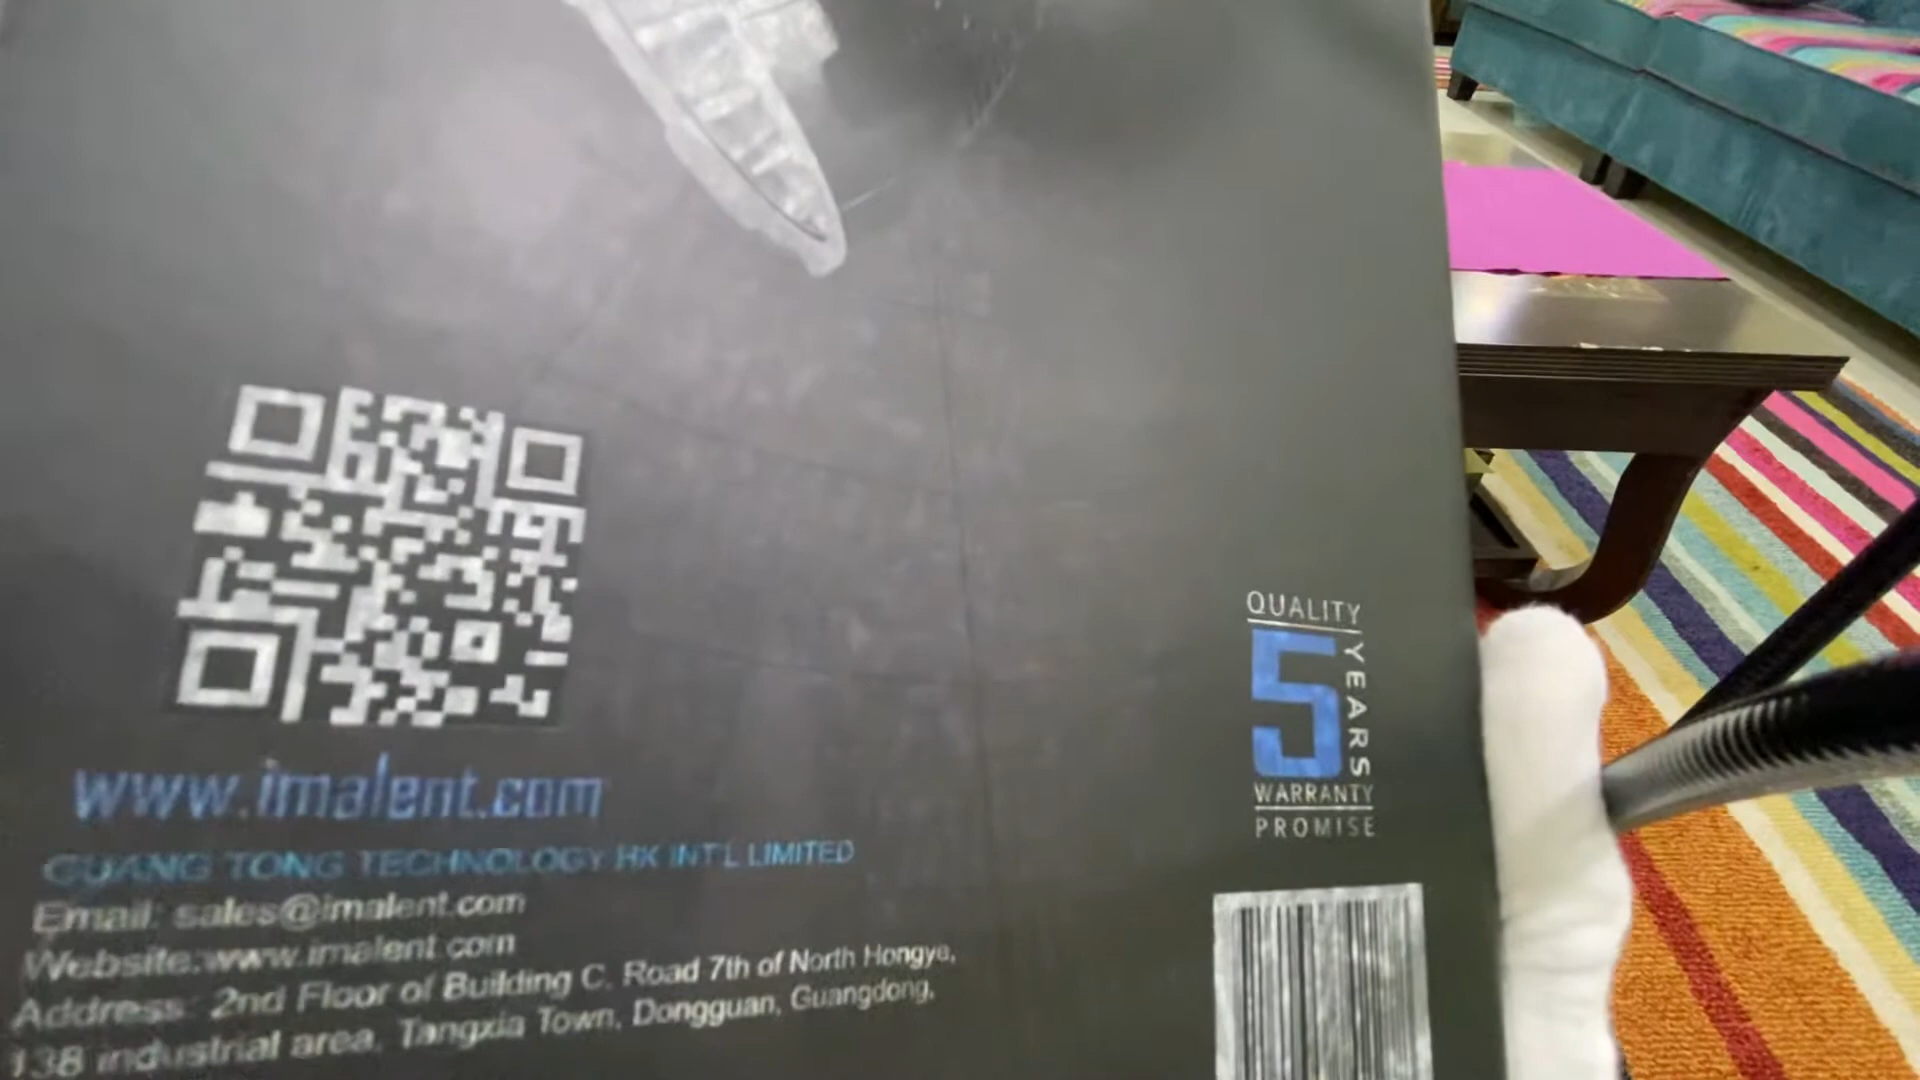 www.imalent.com
GUANG TONG TECHNOLOGY HK INT'L LIMITED
Email: sales@imalent.com
Website:www.imalent.com
Address: 2nd Floor of Building C, Road 7th of North Hongye,
138 industrial area, Tangxia Town, Dongguan, Guangdong,
QUALITY
5
YEARS
WARRANTY
PROMISE